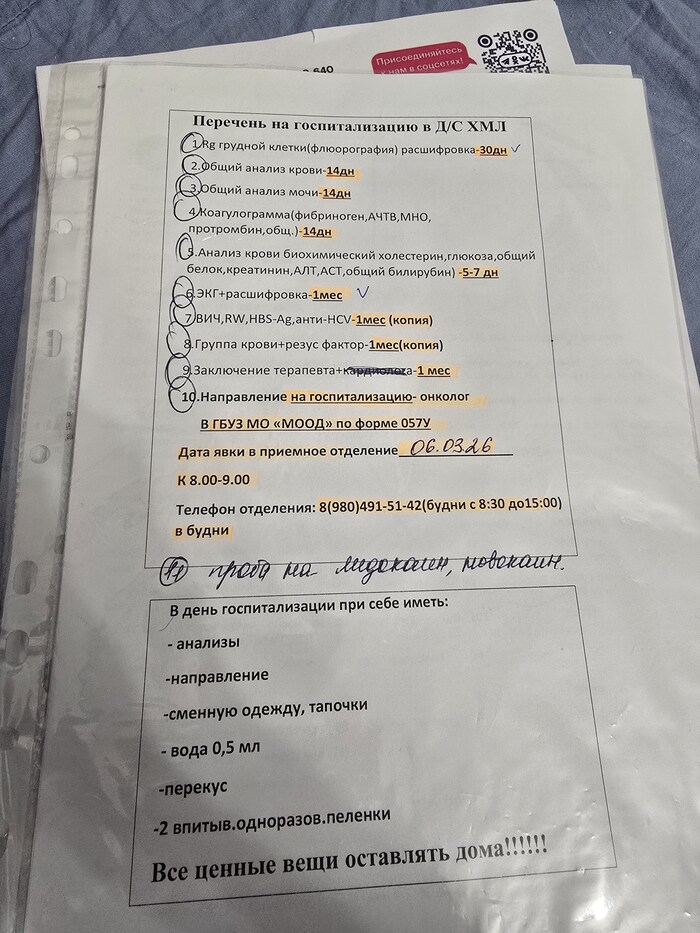 Присоединяйтесь
к нам в соцсетях!
640
Перечень на госпитализацию в Д/С ХМЛ
1.Rg грудной клетки(флюорография) расшифровка-30дн
2.Общий анализ крови-14дн
3.Общий анализ мочи-14дн
4.Коагулограмма(фибриноген,АЧТВ,МНО,
протромбин,общ.)-14дн
5.Анализ крови биохимический холестерин,глюкоза,общий
белок,креатинин,АЛТ,АСТ,общий билирубин) -5-7 дн
6.ЭКГ+расшифровка-1мес
7.ВИЧ,RW,HBS-Ag,анти-HCV-1мес (копия)
8.Группа крови+резус фактор-1мес(копия)
9.Заключение терапевта+кардиолога-1 мес
10.Направление на госпитализацию- онколог
В ГБУЗ МО «МООД» по форме 057У
Дата явки в приемное отделение 06.03.26
К 8.00-9.00
Телефон отделения: 8(980)491-51-42(будни с 8:30 до15:00)
в будни
11 проба на лидокаин, новокаин.
В день госпитализации при себе иметь:
- анализы
-направление
-сменную одежду, тапочки
- вода 0,5 мл
-перекус
-2 впитыв.одноразов.пеленки
Все ценные вещи оставлять дома!!!!!!